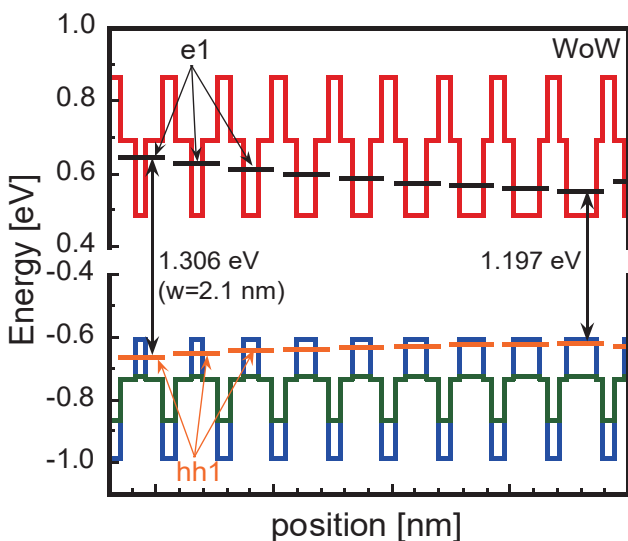 1.0
e1
WoW
0.8
0.6
0.4
Energy [eV]
-0.4
1.306 eV
(w=2.1 nm)
1.197 eV
-0.6
-0.8
-1.0
hh1
position [nm]